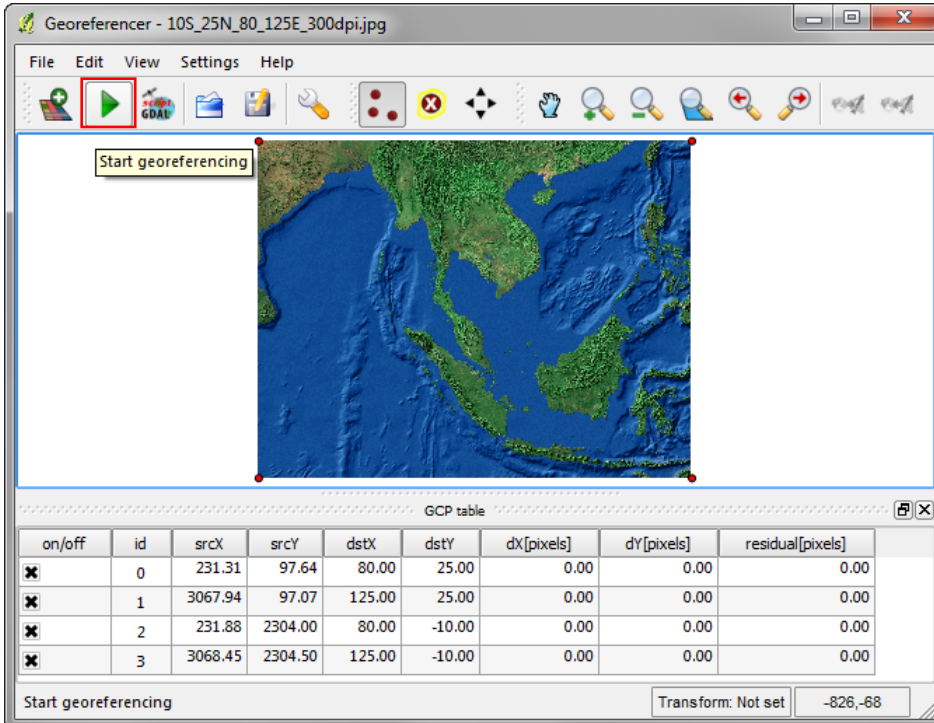 Georeferencer - 10S_25N_80_125E_300dpi.jpg
File Edit View Settings Help
script
GDAL
Start georeferencing
GCP table
on/off id srcX srcY dstX dstY dX[pixels] dY[pixels] residual[pixels]
0 231.31 97.64 80.00 25.00 0.00 0.00 0.00
1 3067.94 97.07 125.00 25.00 0.00 0.00 0.00
2 231.88 2304.00 80.00 -10.00 0.00 0.00 0.00
3 3068.45 2304.50 125.00 -10.00 0.00 0.00 0.00
Start georeferencing Transform: Not set -826,-68